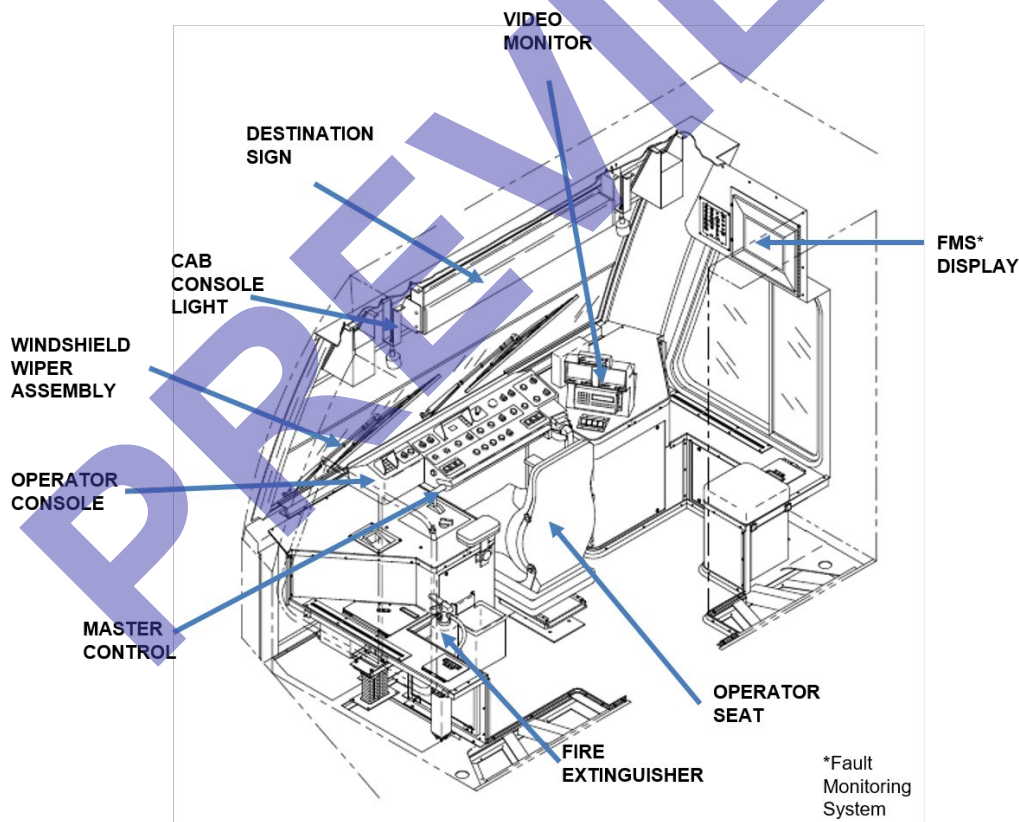 VIDEO
MONITOR
DESTINATION
SIGN
FMS*
DISPLAY
CAB
CONSOLE
LIGHT
WINDSHIELD
WIPER
ASSEMBLY
OPERATOR
CONSOLE
MASTER
CONTROL
OPERATOR
SEAT
FIRE
EXTINGUISHER
*Fault
Monitoring
System